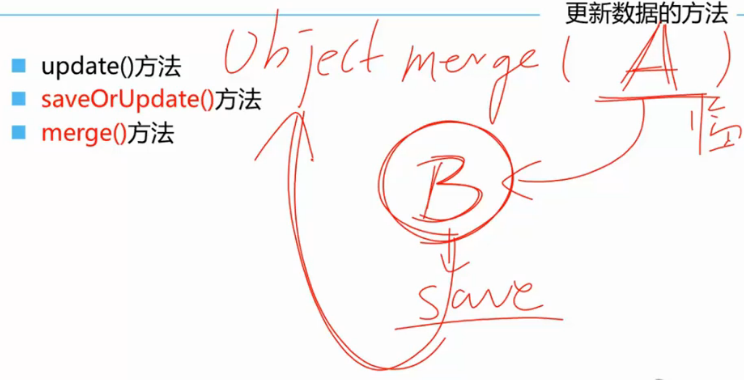 更新数据的方法
update()方法
Object merge( A )
saveOrUpdate()方法
临
merge()方法
B
save